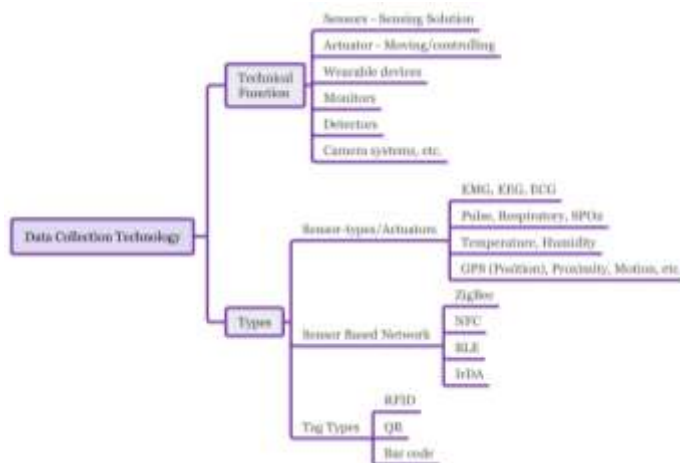 Sensors - Sensing Solution
Actuator - Moving/controlling
Technical
Function
Wearable devices
Monitors
Detectors
Camera systems, etc.
Data Collection Technology
Types
Sensor-types/Actuators
EMG, EEG, ECG
Pulse, Respiratory, SPO2
Temperature, Humidity
GPS (Position), Proximity, Motion, etc.
Sensor Based Network
ZigBee
NFC
BLE
IrDA
Tag Types
RFID
QR
Bar code